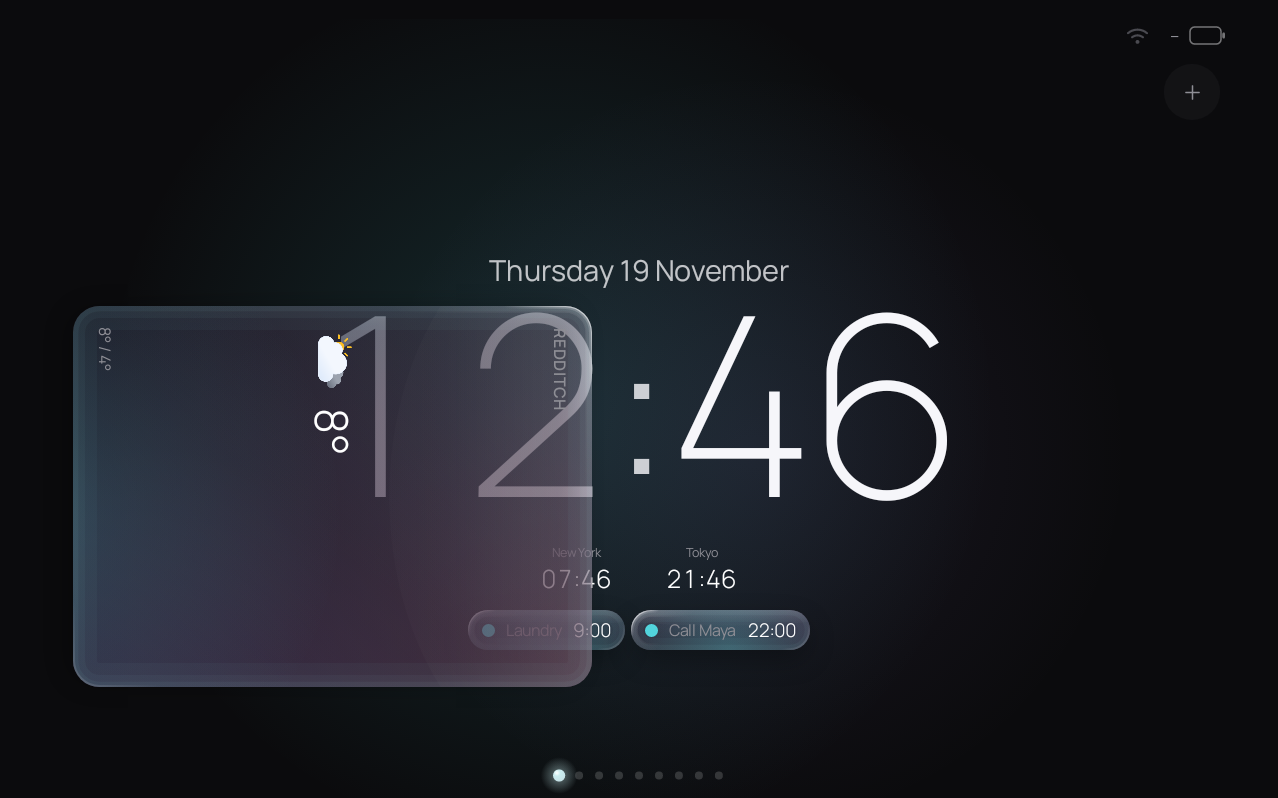 –
Thursday 19 November
12:46
REDDITCH
8°
8° / 4°
New York
07:46
Tokyo
21:46
Laundry 9:00
Call Maya 22:00